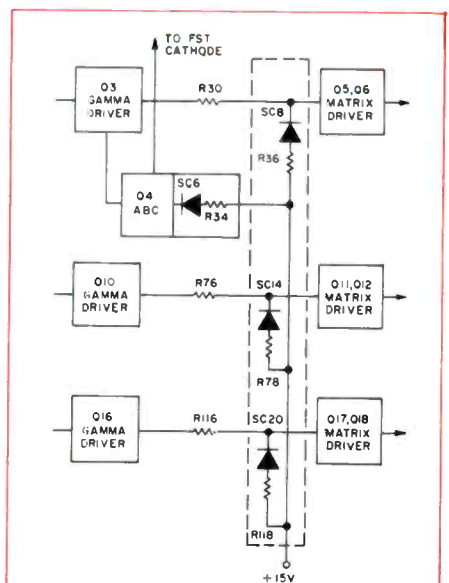 TO FST
CATHODE
Q3
GAMMA
DRIVER
R30
SC8
Q5,Q6
MATRIX
DRIVER
R36
Q4
ABC
SC6
R34
Q10
GAMMA
DRIVER
R76
SC14
Q11,Q12
MATRIX
DRIVER
R78
Q16
GAMMA
DRIVER
R116
SC20
Q17,Q18
MATRIX
DRIVER
R118
+15V